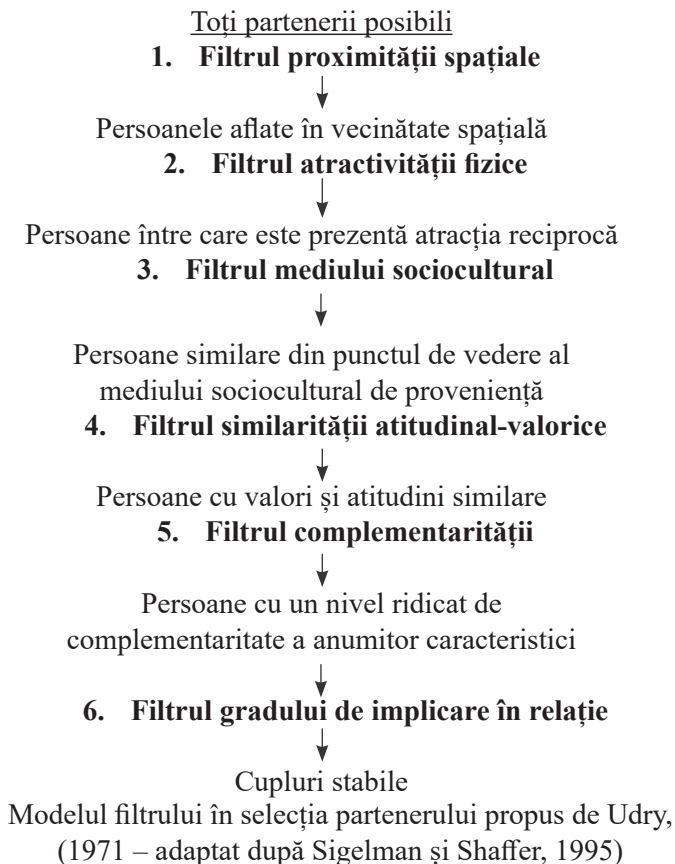 Toți partenerii posibili
1. Filtrul proximității spațiale
Persoanele aflate în vecinătate spațială
2. Filtrul atractivității fizice
Persoane între care este prezentă atracția reciprocă
3. Filtrul mediului sociocultural
Persoane similare din punctul de vedere al
mediului sociocultural de proveniență
4. Filtrul similarității atitudinal-valorice
Persoane cu valori și atitudini similare
5. Filtrul complementarității
Persoane cu un nivel ridicat de
complementaritate a anumitor caracteristici
6. Filtrul gradului de implicare în relație
Cupluri stabile
Modelul filtrului în selecția partenerului propus de Udry,
(1971 – adaptat după Sigelman și Shaffer, 1995)